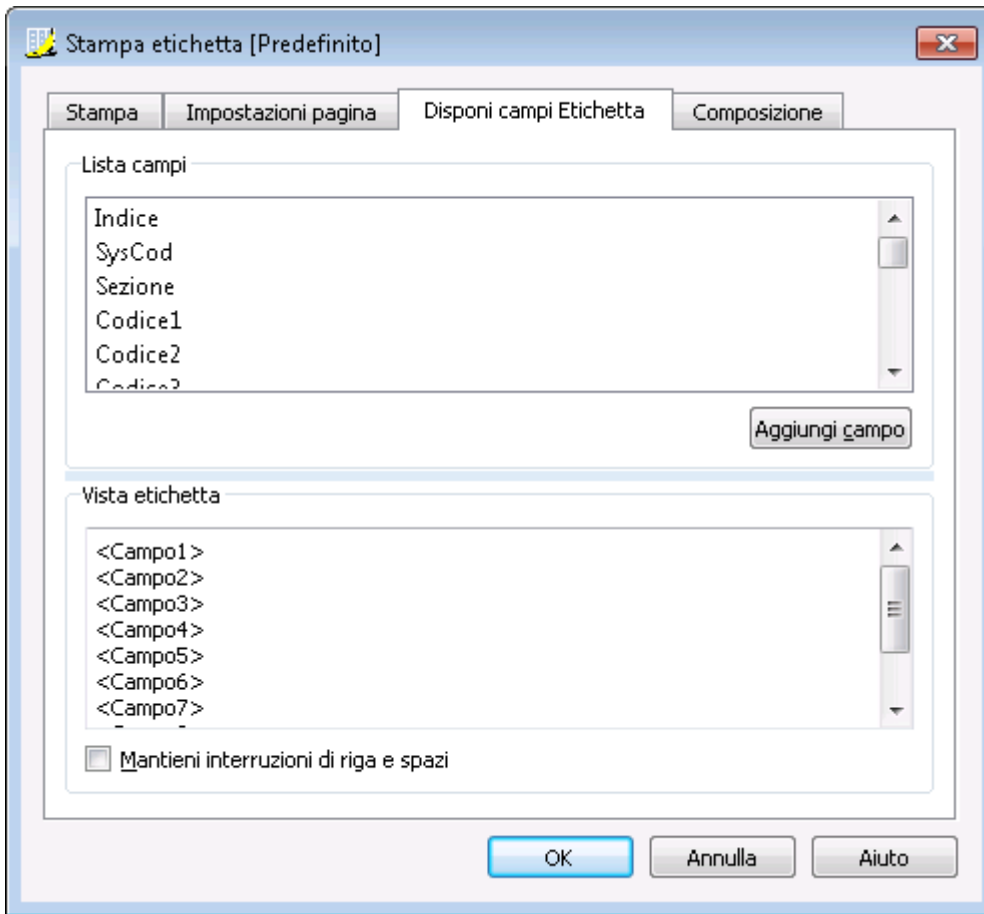 Stampa etichetta [Predefinito]
Stampa Impostazioni pagina Disponi campi Etichetta Composizione
Lista campi
Indice
SysCod
Sezione
Codice1
Codice2
Aggiungi campo
Vista etichetta
<Campo1>
<Campo2>
<Campo3>
<Campo4>
<Campo5>
<Campo6>
<Campo7>
Mantieni interruzioni di riga e spazi
OK Annulla Aiuto